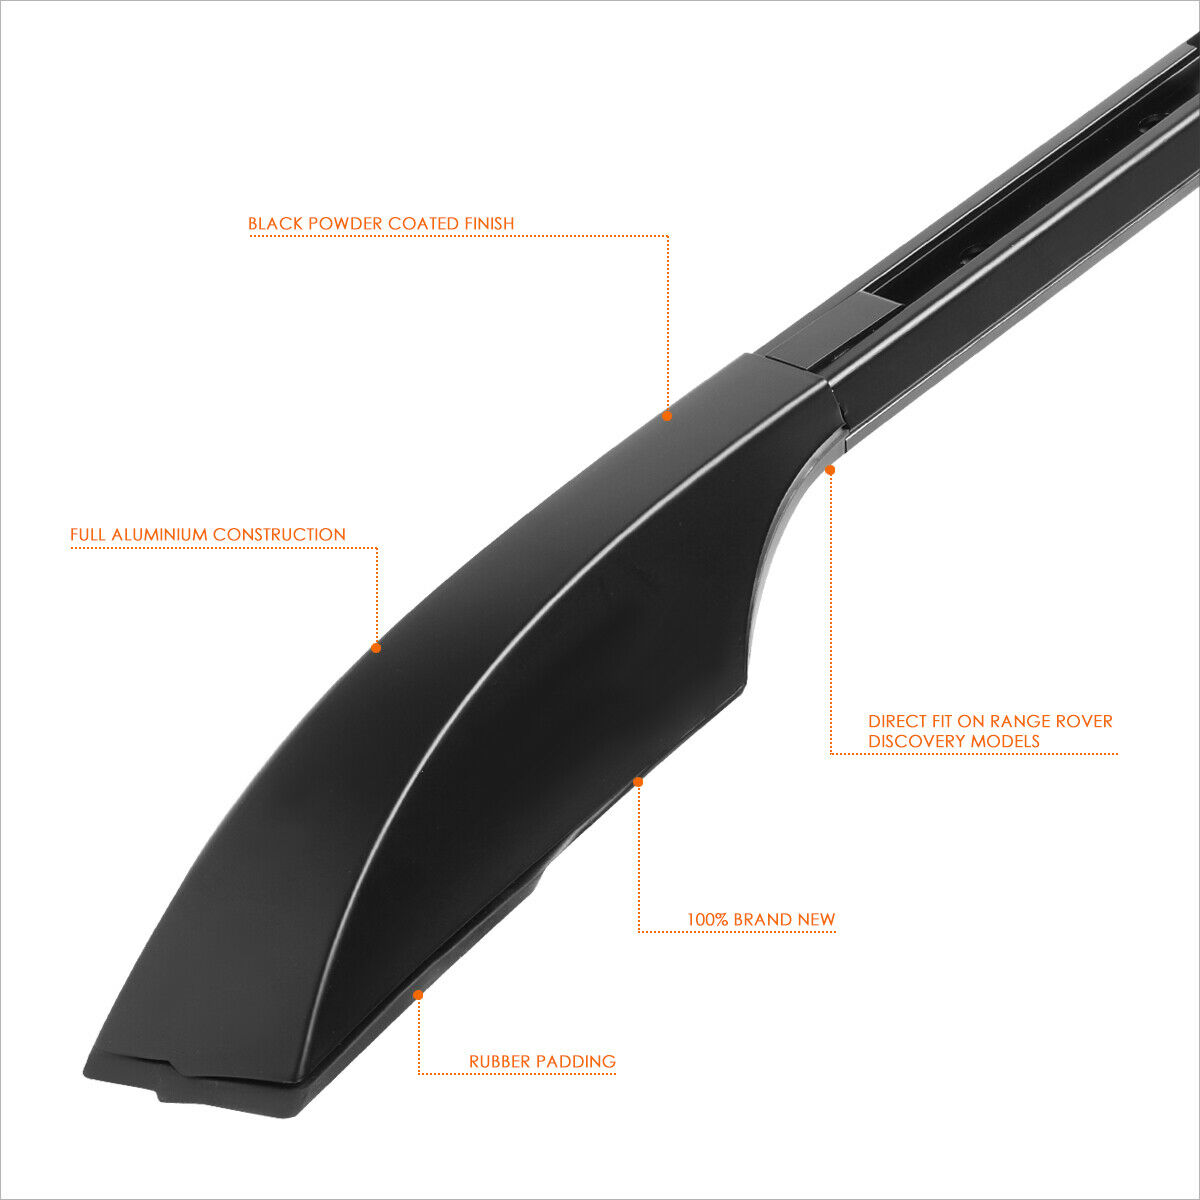 BLACK POWDER COATED FINISH
FULL ALUMINIUM CONSTRUCTION
DIRECT FIT ON RANGE ROVER
DISCOVERY MODELS
100% BRAND NEW
RUBBER PADDING